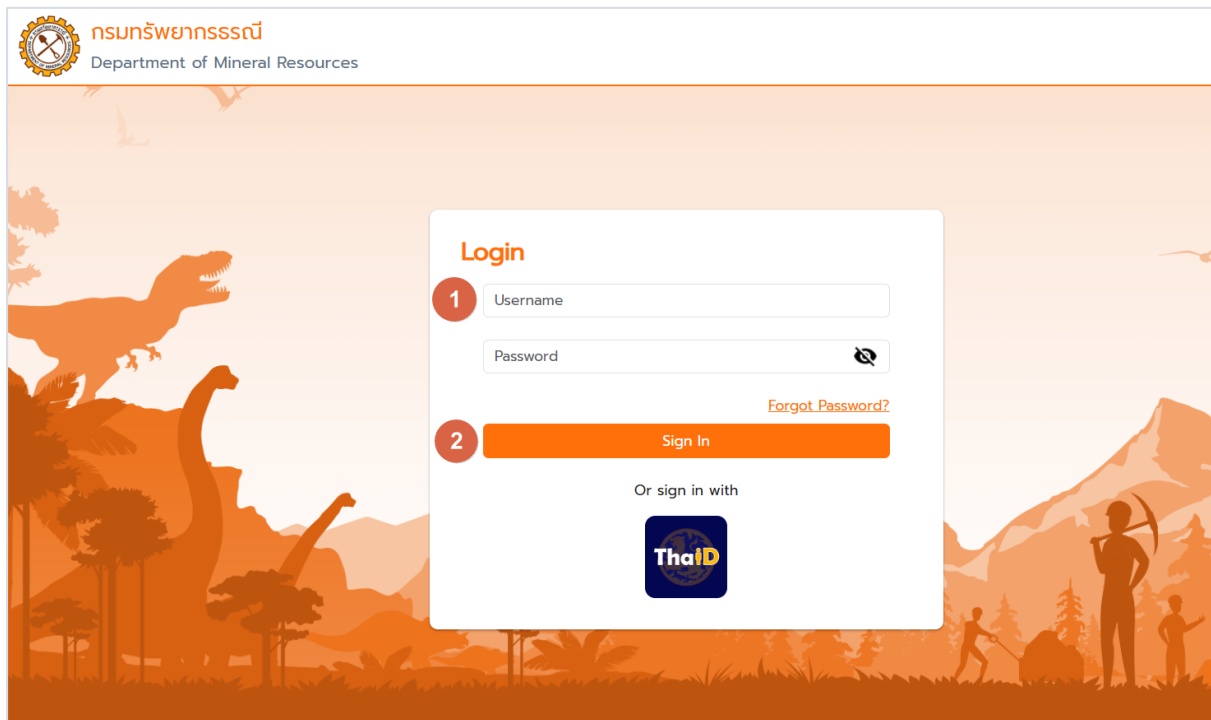 กรมทรัพยากรธรณี
Department of Mineral Resources
Login
1
Username
Password
Forgot Password?
2
Sign In
Or sign in with
ThaiD